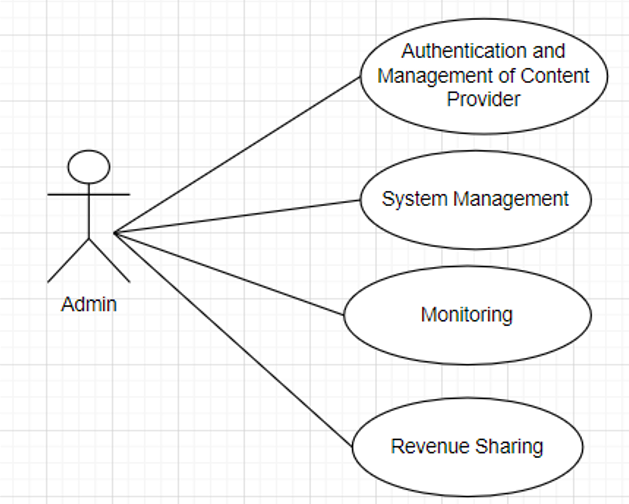 Authentication and
Management of Content
Provider
System Management
Admin
Monitoring
Revenue Sharing